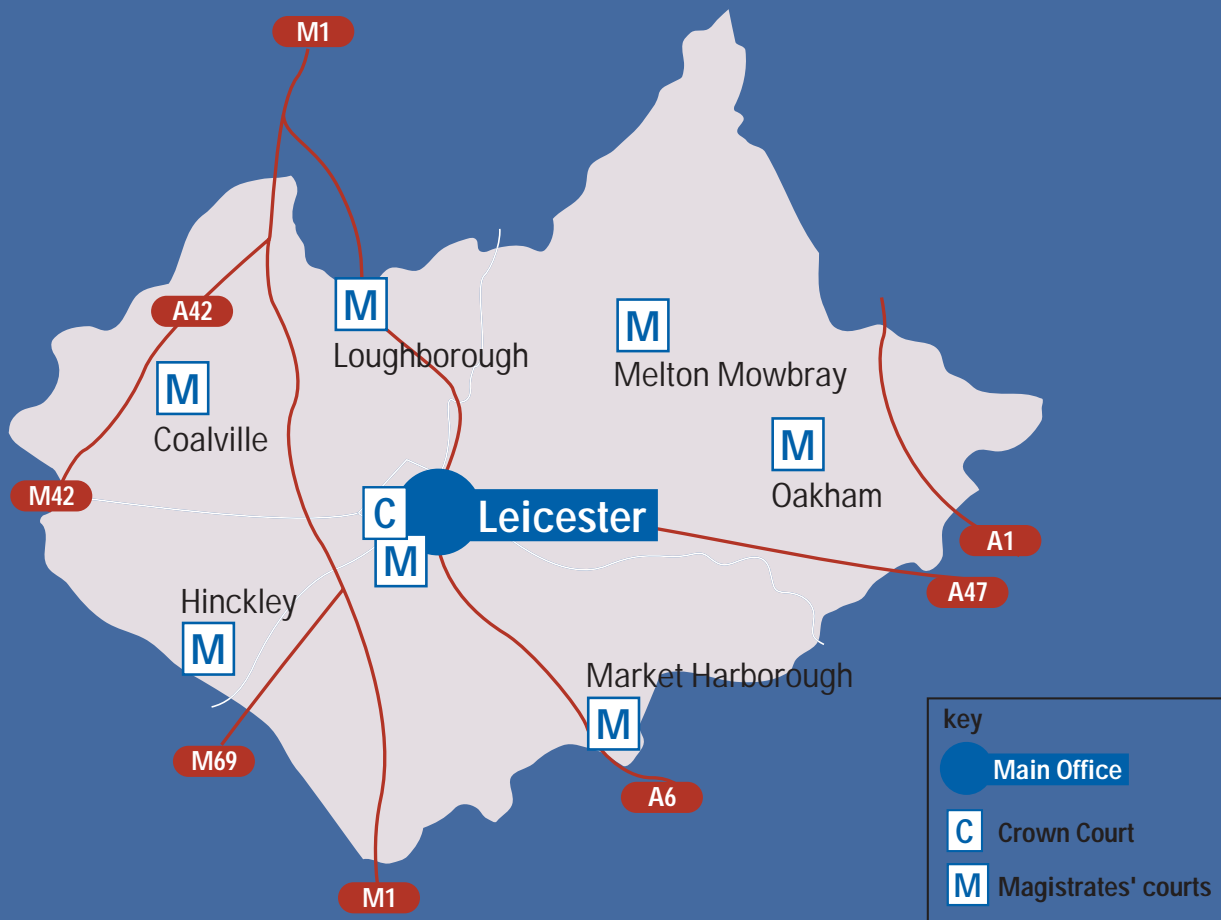 M1
A42
M
Loughborough
M
Melton Mowbray
M
Coalville
M
Oakham
M42
C
Leicester
M
A1
A47
Hinckley
M
Market Harborough
M
M69
A6
M1
key
Main Office
C Crown Court
M Magistrates' courts